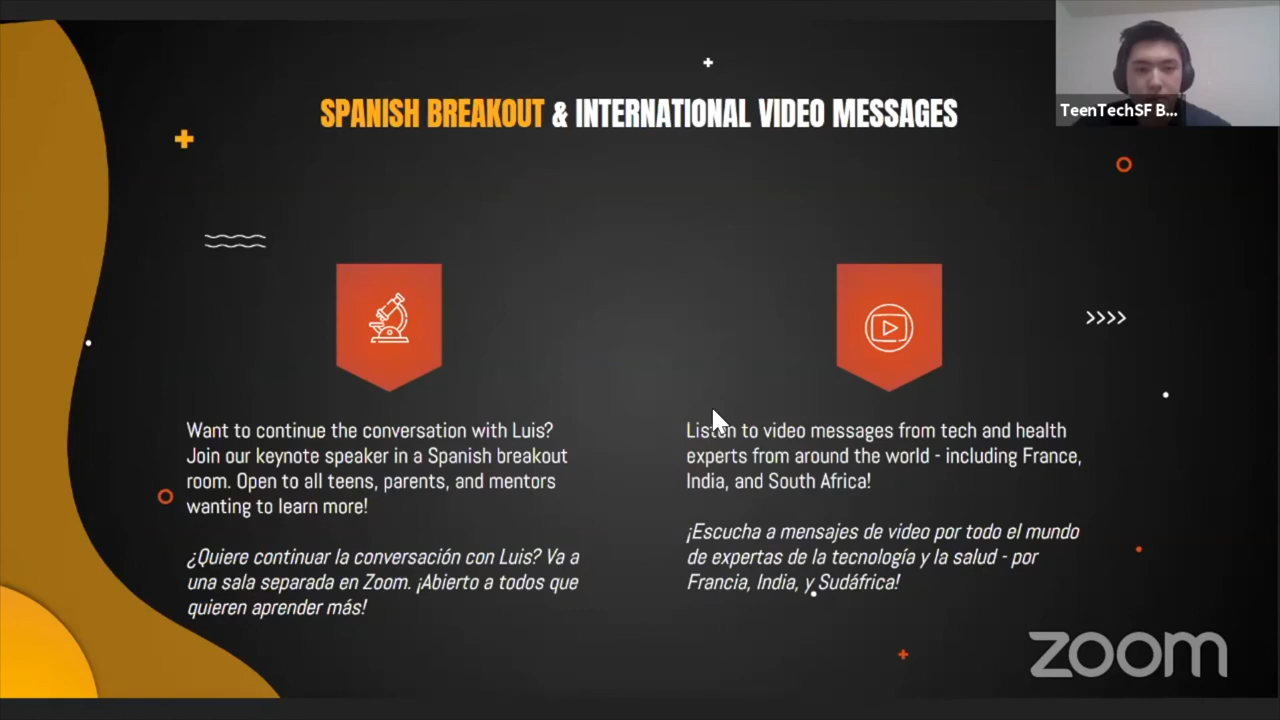 SPANISH BREAKOUT & INTERNATIONAL VIDEO MESSAGES
TeenTechSF B...
Want to continue the conversation with Luis?
Join our keynote speaker in a Spanish breakout
room. Open to all teens, parents, and mentors
wanting to learn more!
¿Quiere continuar la conversación con Luis? Va a
una sala separada en Zoom. ¡Abierto a todos que
quieren aprender más!
Listen to video messages from tech and health
experts from around the world - including France,
India, and South Africa!
¡Escucha a mensajes de video por todo el mundo
de expertas de la tecnología y la salud - por
Francia, India, y Sudáfrica!
zoom